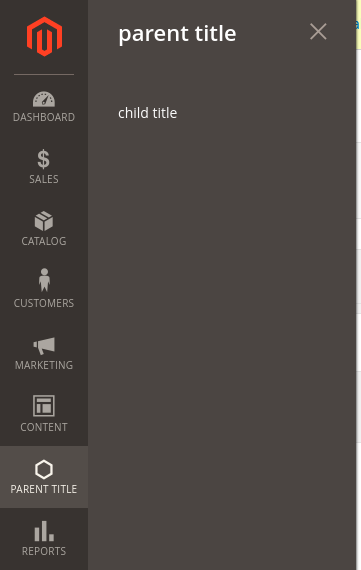 parent title
child title
DASHBOARD
SALES
CATALOG
CUSTOMERS
MARKETING
CONTENT
PARENT TITLE
REPORTS